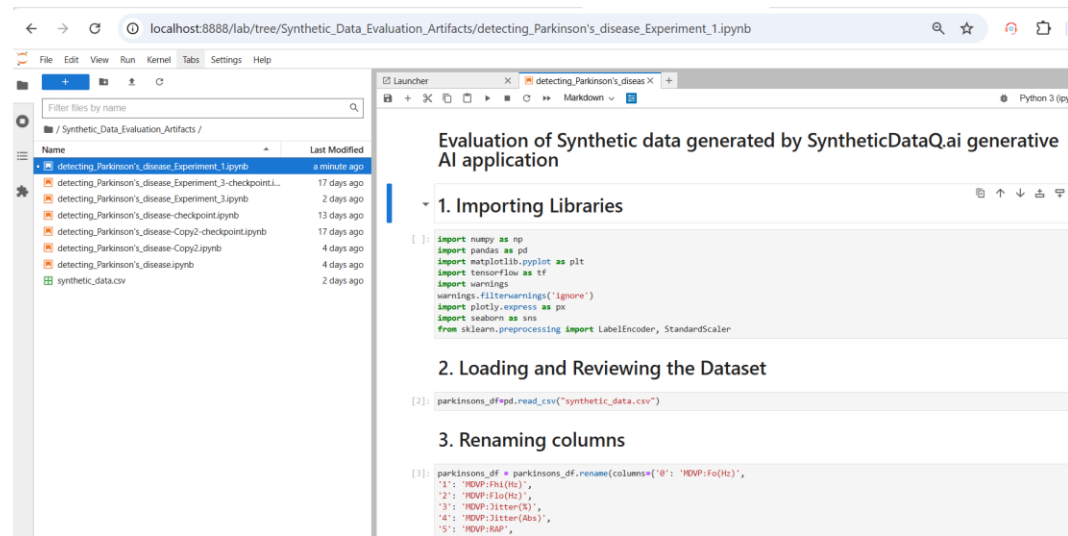 localhost:8888/lab/tree/Synthetic_Data_Evaluation_Artifacts/detecting_Parkinson's_disease_Experiment_1.ipynb
File Edit View Run Kernel Tabs Settings Help
Filter files by name
/ Synthetic_Data_Evaluation_Artifacts /
Name Last Modified
detecting_Parkinson's_disease_Experiment_1.ipynb a minute ago
detecting_Parkinson's_disease_Experiment_3-checkpoint.i... 17 days ago
detecting_Parkinson's_disease_Experiment_3.ipynb 2 days ago
detecting_Parkinson's_disease-checkpoint.ipynb 13 days ago
detecting_Parkinson's_disease-Copy2-checkpoint.ipynb 17 days ago
detecting_Parkinson's_disease-Copy2.ipynb 4 days ago
detecting_Parkinson's_disease.ipynb 4 days ago
synthetic_data.csv 2 days ago
Launcher detecting_Parkinson's_diseas
Markdown Python 3 (ipy
Evaluation of Synthetic data generated by SyntheticDataQ.ai generative
AI application
1. Importing Libraries
[ ]: import numpy as np
import pandas as pd
import matplotlib.pyplot as plt
import tensorflow as tf
import warnings
warnings.filterwarnings('ignore')
import plotly.express as px
import seaborn as sns
from sklearn.preprocessing import LabelEncoder, StandardScaler
2. Loading and Reviewing the Dataset
[2]: parkinsons_df=pd.read_csv("synthetic_data.csv")
3. Renaming columns
[3]: parkinsons_df = parkinsons_df.rename(columns={'0': 'MDVP:Fo(Hz)',
'1': 'MDVP:Fhi(Hz)',
'2': 'MDVP:Flo(Hz)',
'3': 'MDVP:Jitter(%)',
'4': 'MDVP:Jitter(Abs)',
'5': 'MDVP:RAP',